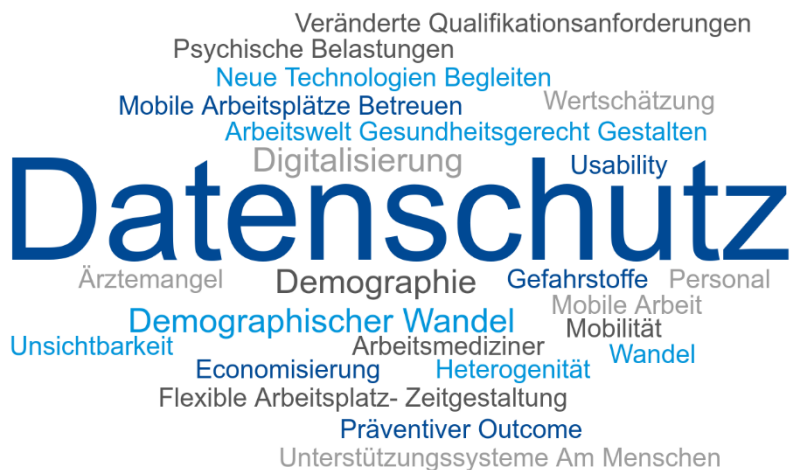 Veränderte Qualifikationsanforderungen
Psychische Belastungen
Neue Technologien Begleiten
Mobile Arbeitsplätze Betreuen
Wertschätzung
Arbeitswelt Gesundheitsgerecht Gestalten
Digitalisierung
Usability
Datenschutz
Ärztemangel
Demographie
Gefahrstoffe
Personal
Mobile Arbeit
Demographischer Wandel
Mobilität
Unsichtbarkeit
Arbeitsmediziner
Wandel
Economisierung
Heterogenität
Flexible Arbeitsplatz- Zeitgestaltung
Präventiver Outcome
Unterstützungssysteme Am Menschen